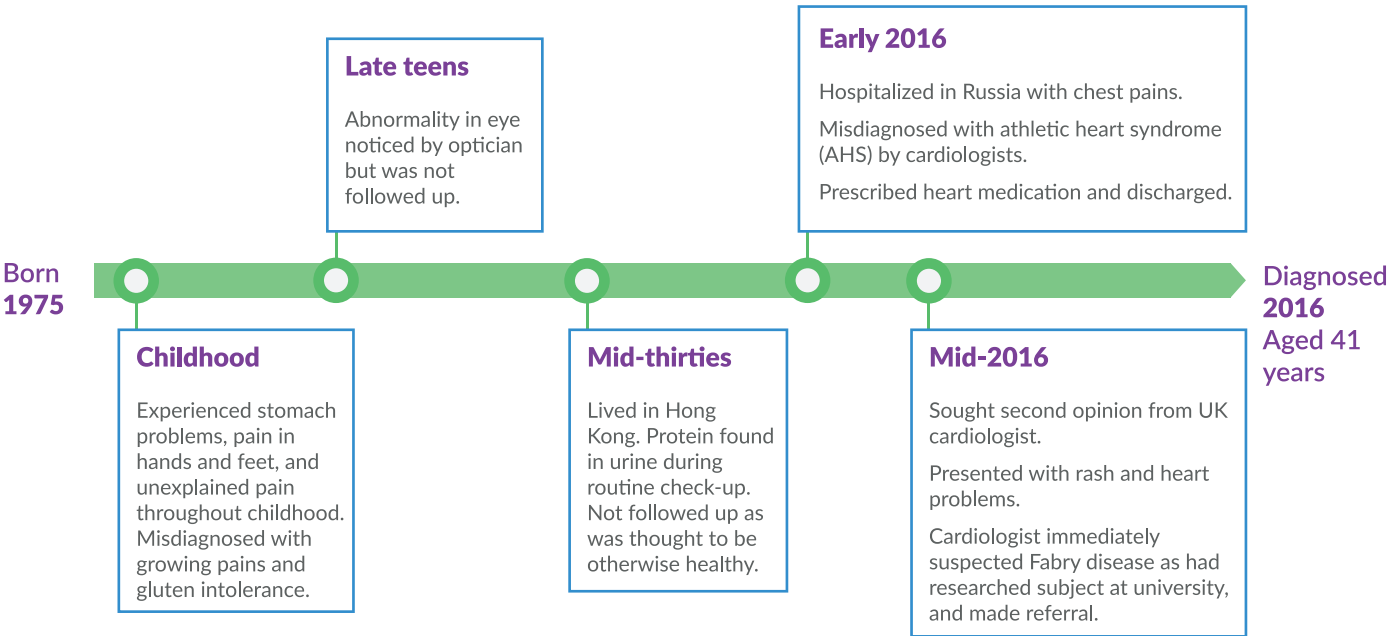 Born
1975
Childhood
Experienced stomach
problems, pain in
hands and feet, and
unexplained pain
throughout childhood.
Misdiagnosed with
growing pains and
gluten intolerance.
Late teens
Abnormality in eye
noticed by optician
but was not
followed up.
Mid-thirties
Lived in Hong
Kong. Protein found
in urine during
routine check-up.
Not followed up as
was thought to be
otherwise healthy.
Early 2016
Hospitalized in Russia with chest pains.
Misdiagnosed with athletic heart syndrome
(AHS) by cardiologists.
Prescribed heart medication and discharged.
Mid-2016
Sought second opinion from UK
cardiologist.
Presented with rash and heart
problems.
Cardiologist immediately
suspected Fabry disease as had
researched subject at university,
and made referral.
Diagnosed
2016
Aged 41
years